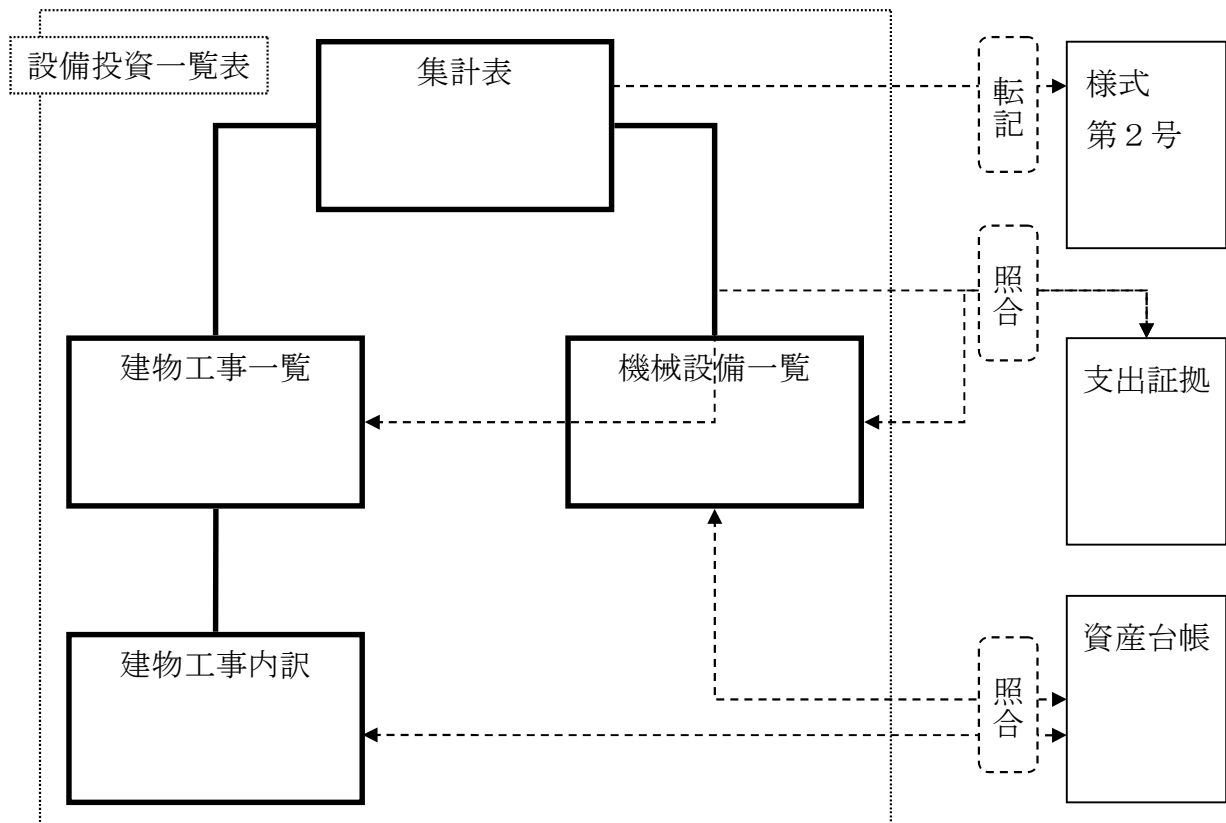 設備投資一覧表
集計表
転記
様式
第２号
照合
建物工事一覧
機械設備一覧
支出証拠
建物工事内訳
照合
資産台帳